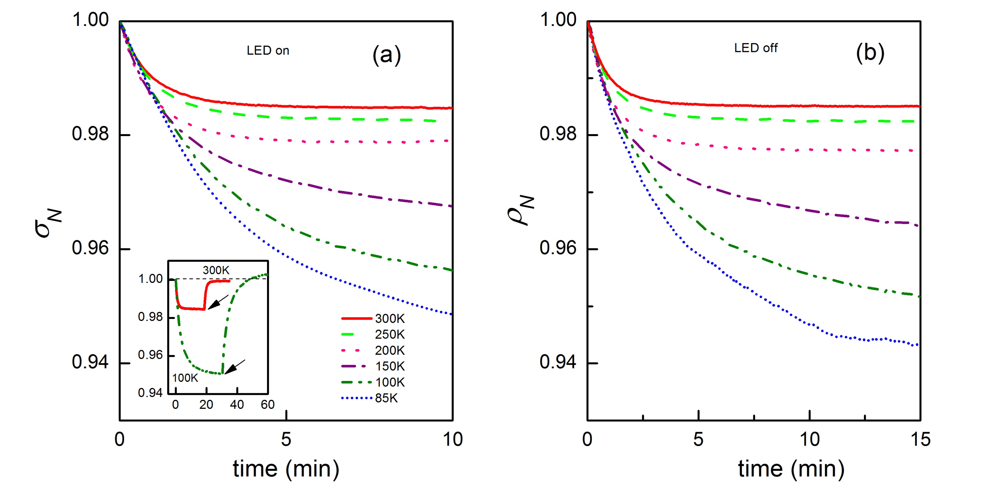 1.00
0.98
0.96
0.94
σN
LED on
(a)
300K
1.00
0.98
0.96
0.94
100K
0 20 40 60
300K
250K
200K
150K
100K
85K
0 5 10
time (min)
1.00
0.98
0.96
0.94
ρN
LED off
(b)
0 5 10 15
time (min)